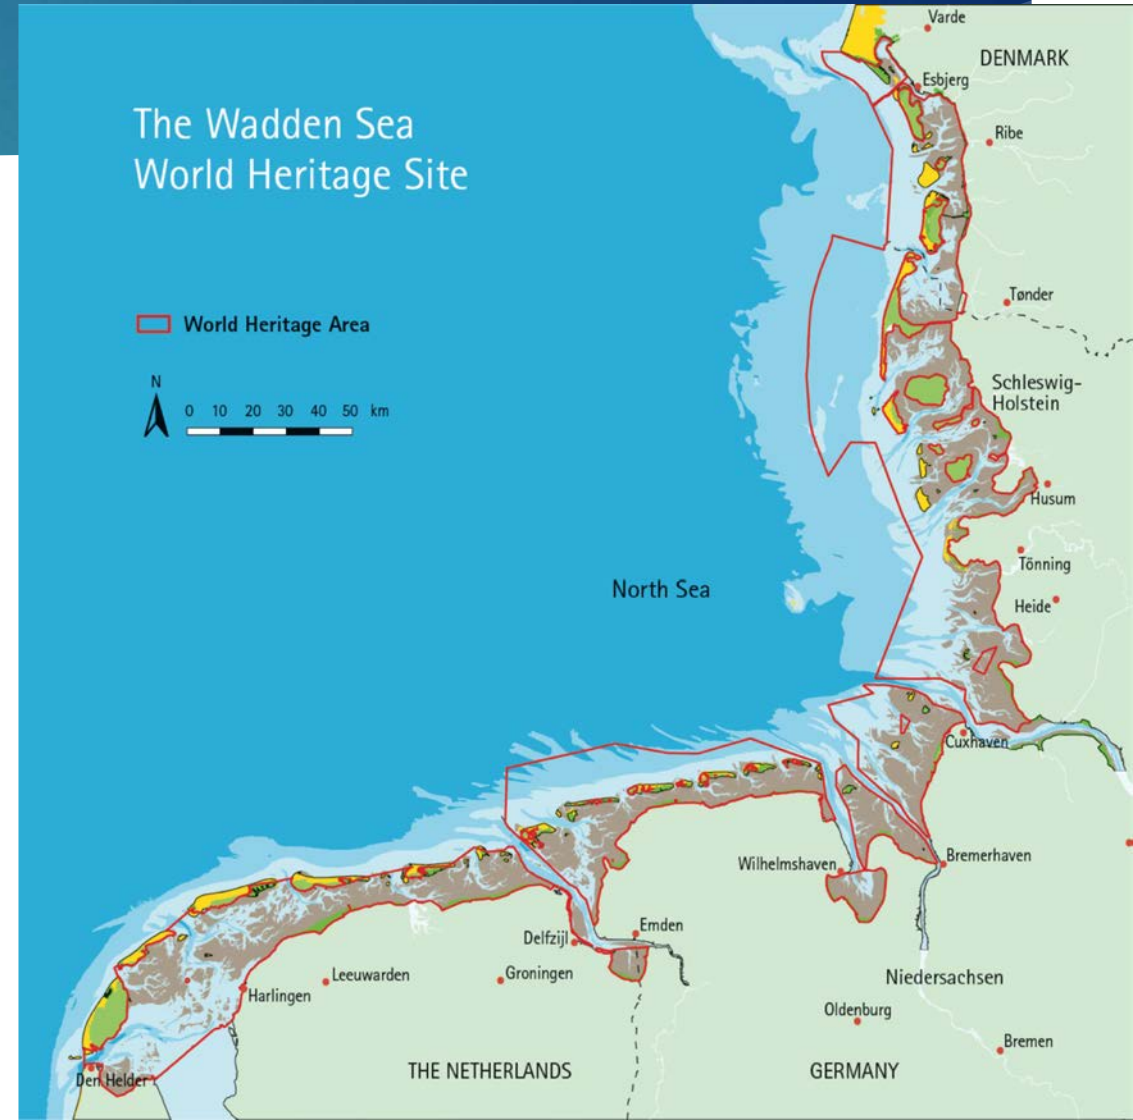 The Wadden Sea
World Heritage Site
World Heritage Area
N
0 10 20 30 40 50 km
Varde
DENMARK
Esbjerg
Ribe
Tønder
Schleswig-
Holstein
Husum
Tönning
North Sea
Heide
Cuxhaven
Wilhelmshaven
Bremerhaven
Emden
Delfzijl
Leeuwarden
Groningen
Niedersachsen
Harlingen
Oldenburg
Bremen
Den Helder
THE NETHERLANDS
GERMANY